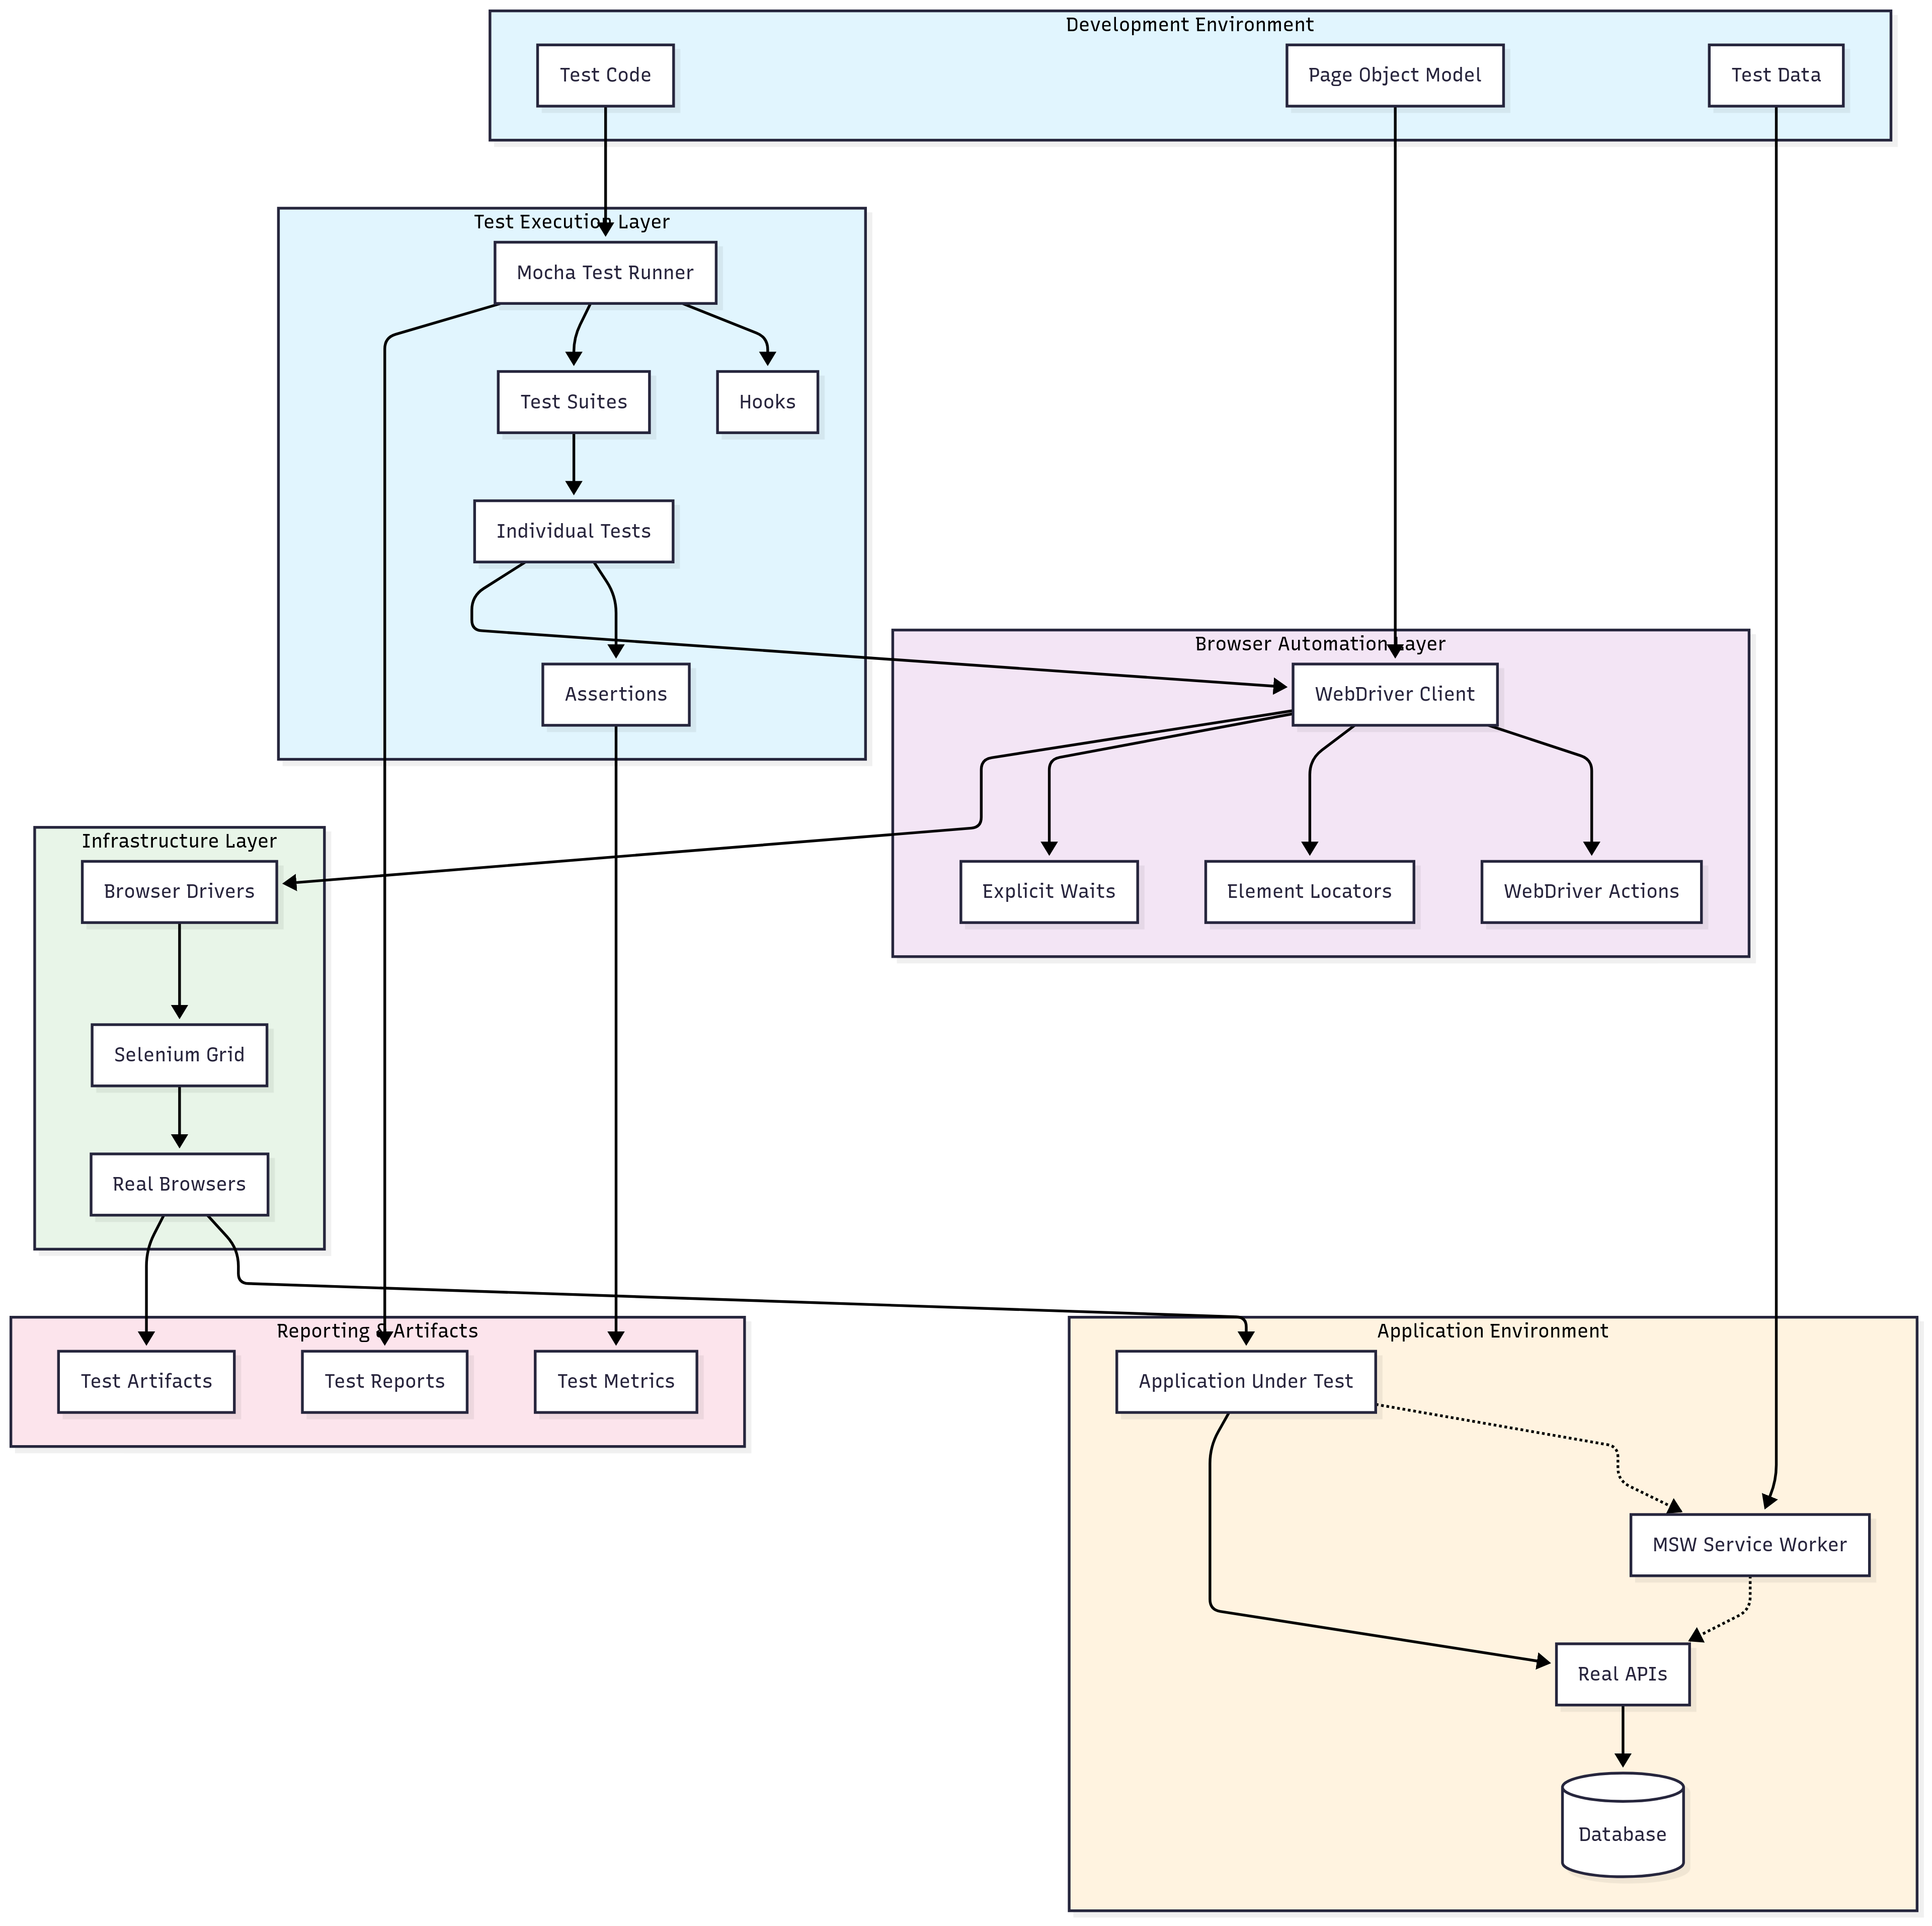 Development Environment
Test Code
Page Object Model
Test Data
Test Execution Layer
Mocha Test Runner
Test Suites
Hooks
Individual Tests
Assertions
Browser Automation Layer
WebDriver Client
Explicit Waits
Element Locators
WebDriver Actions
Infrastructure Layer
Browser Drivers
Selenium Grid
Real Browsers
Reporting & Artifacts
Test Artifacts
Test Reports
Test Metrics
Application Environment
Application Under Test
MSW Service Worker
Real APIs
Database